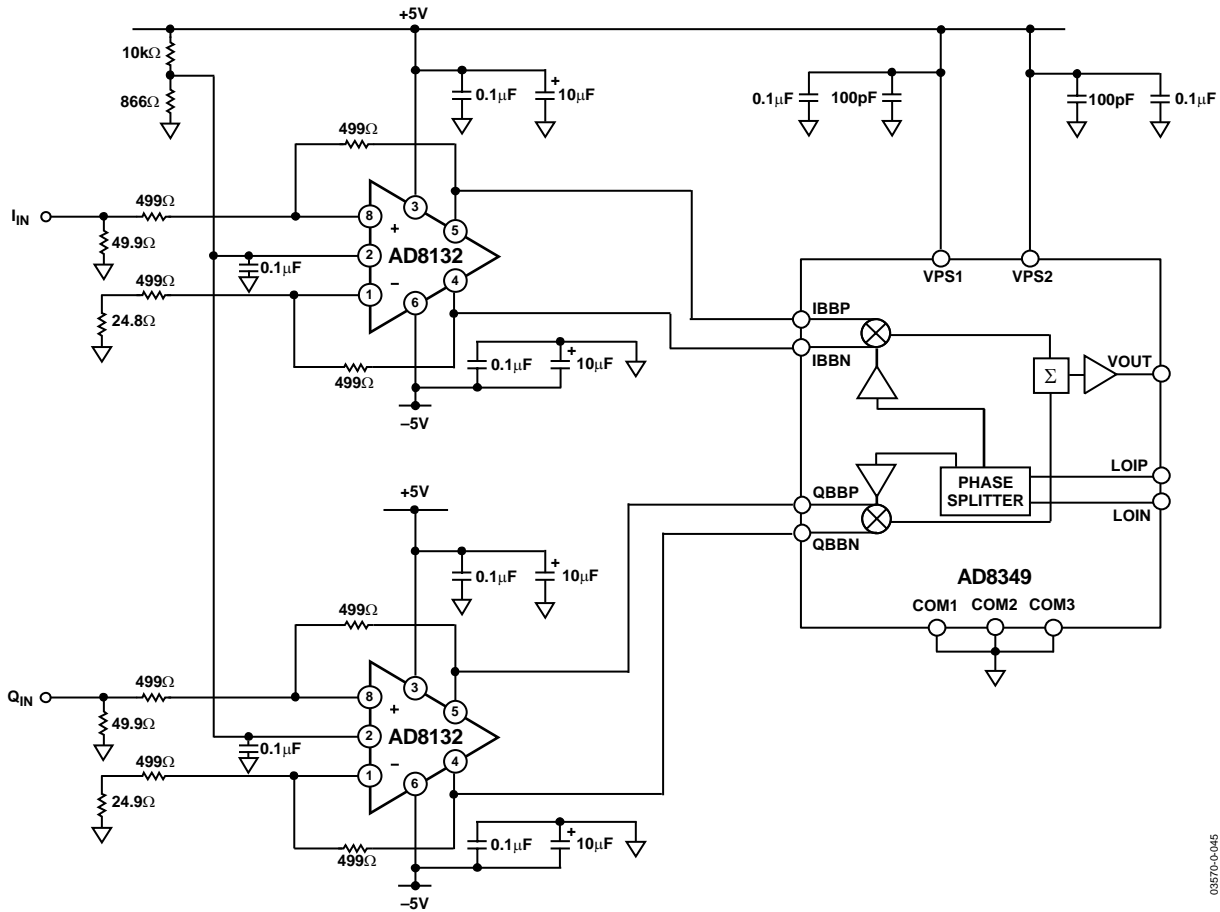 +5V
10kΩ
866Ω
0.1μF
+
10μF
0.1μF
100pF
100pF
0.1μF
499Ω
I IN
499Ω
49.9Ω
8
+
3
5
2
AD8132
0.1μF
499Ω
1
−
4
6
24.8Ω
499Ω
0.1μF
+
10μF
−5V
VPS1
VPS2
IBBP
IBBN
Σ
VOUT
PHASE
SPLITTER
LOIP
LOIN
QBBP
QBBN
AD8349
COM1
COM2
COM3
+5V
0.1μF
+
10μF
499Ω
Q IN
499Ω
49.9Ω
8
+
3
5
2
AD8132
0.1μF
499Ω
1
−
4
6
24.9Ω
499Ω
0.1μF
+
10μF
−5V
03570-0-045